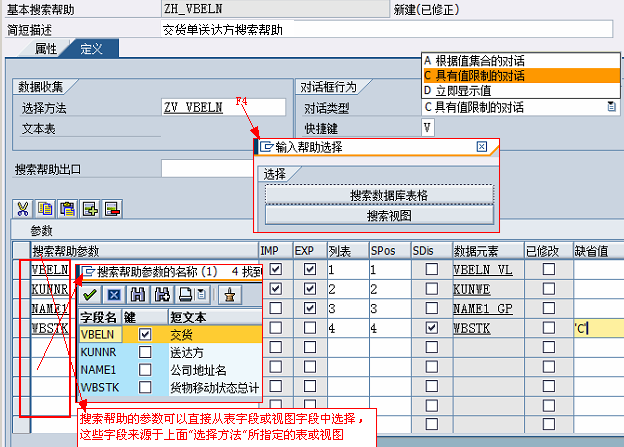 基本搜索帮助 ZH_VBELN 新建(已修正)
简短描述 交货单送达方搜索帮助
属性 定义
数据收集
选择方法 ZV_VBELN
文本表
搜索帮助出口
对话框行为
对话类型 C 具有值限制的对话
快捷键 V
A 根据值集合的对话
C 具有值限制的对话
D 立即显示值
F4
输入帮助选择
选择
搜索数据库表格
搜索视图
参数
搜索帮助参数 IMP EXP 列表 SPos SDis 数据元素 已修改 缺省值
VBELN 1 1 VBELN_VL
KUNNR 2 2 KUNWE
NAME1 3 3 NAME1_GP
WBSTK 4 4 WBSTK 'C'
搜索帮助参数的名称 (1) 4 找到
字段名 键 短文本
VBELN 交货
KUNNR 送达方
NAME1 公司地址名
WBSTK 货物移动状态总计
搜索帮助的参数可以直接从表字段或视图字段中选择，
这些字段来源于上面“选择方法”所指定的表或视图